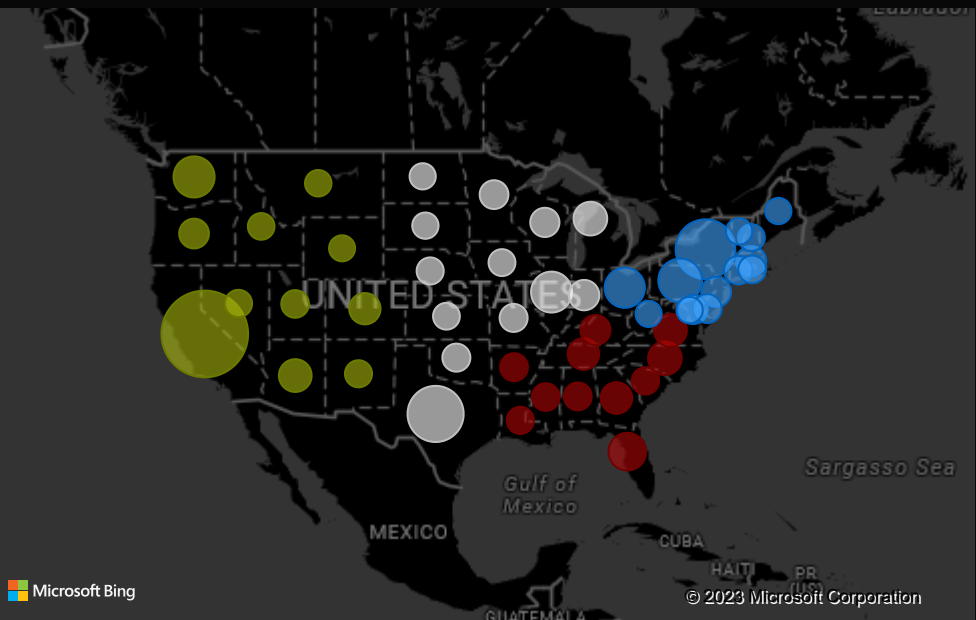 Labrador
UNITED STATES
Sargasso Sea
Gulf of
Mexico
MEXICO
CUBA
HAITI
PR
(US)
Microsoft Bing
© 2023 Microsoft Corporation
GUATEMALA